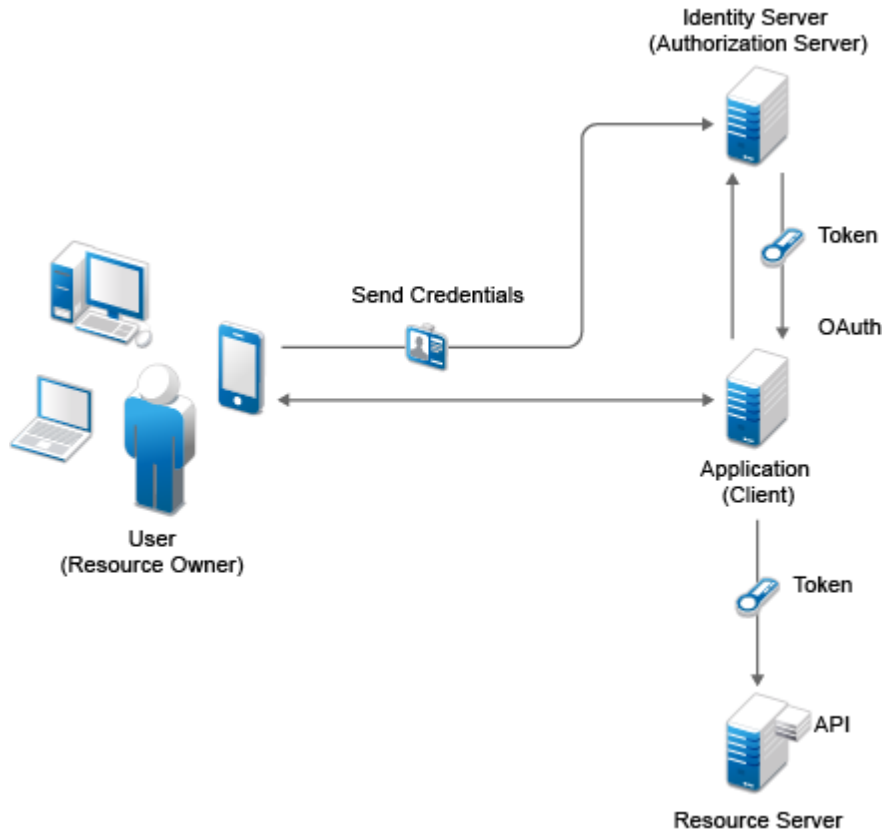 Identity Server
(Authorization Server)
Token
Send Credentials
OAuth
Application
(Client)
User
(Resource Owner)
Token
API
Resource Server